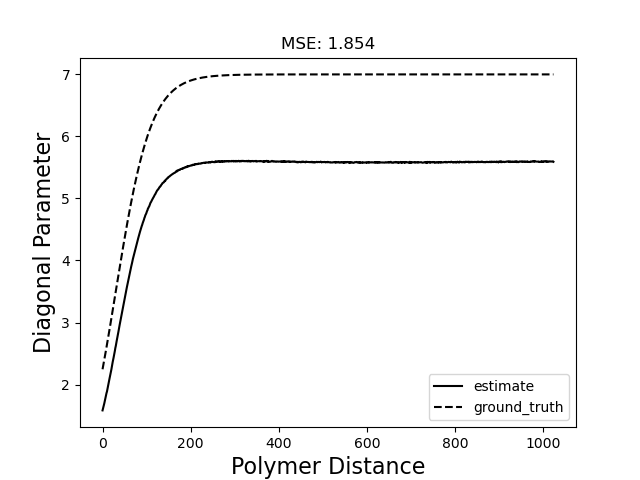 MSE: 1.854
Diagonal Parameter
7
6
5
4
3
2
estimate
ground_truth
0
200
400
600
800
1000
Polymer Distance